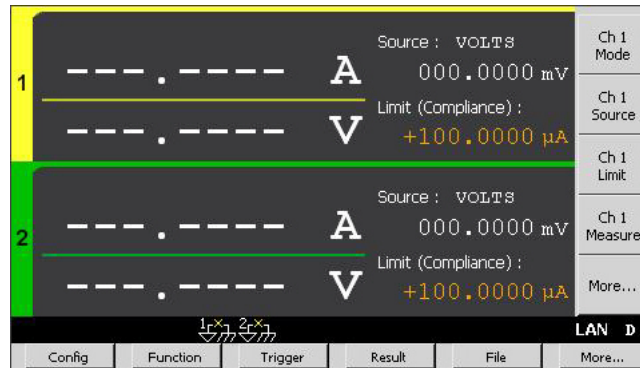 1
---.---- A
Source : VOLTS
000.0000 mV
---.---- V
Limit (Compliance) :
+100.0000 µA
2
---.---- A
Source : VOLTS
000.0000 mV
---.---- V
Limit (Compliance) :
+100.0000 µA
Ch 1
Mode
Ch 1
Source
Ch 1
Limit
Ch 1
Measure
More...
1 2
LAN D
Config
Function
Trigger
Result
File
More...